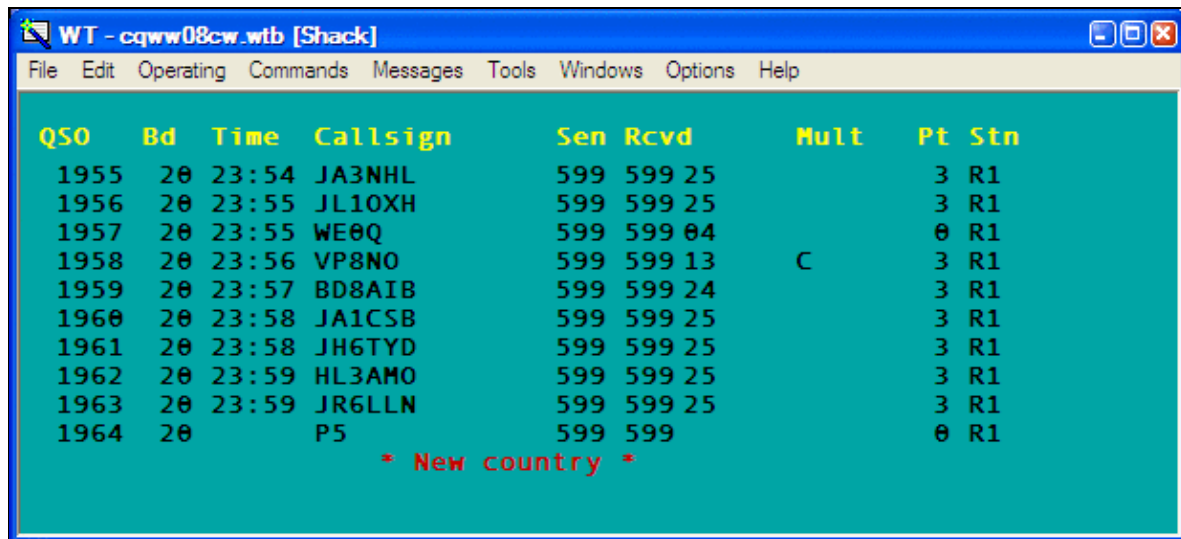 WT - cqww08cw.wtb [Shack]
File Edit Operating Commands Messages Tools Windows Options Help
QSO Bd Time Callsign Sen Rcvd Mult Pt Stn
1955 20 23:54 JA3NHL 599 599 25 3 R1
1956 20 23:55 JL1OXH 599 599 25 3 R1
1957 20 23:55 WE0Q 599 599 04 0 R1
1958 20 23:56 VP8NO 599 599 13 C 3 R1
1959 20 23:57 BD8AIB 599 599 24 3 R1
1960 20 23:58 JA1CSB 599 599 25 3 R1
1961 20 23:58 JH6TYD 599 599 25 3 R1
1962 20 23:59 HL3AMO 599 599 25 3 R1
1963 20 23:59 JR6LLN 599 599 25 3 R1
1964 20 P5 599 599 0 R1
* New country *